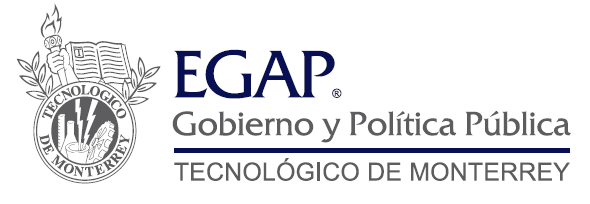 TECNOLOGICO
DE MONTERREY
EGAP®
Gobierno y Política Pública
TECNOLÓGICO DE MONTERREY